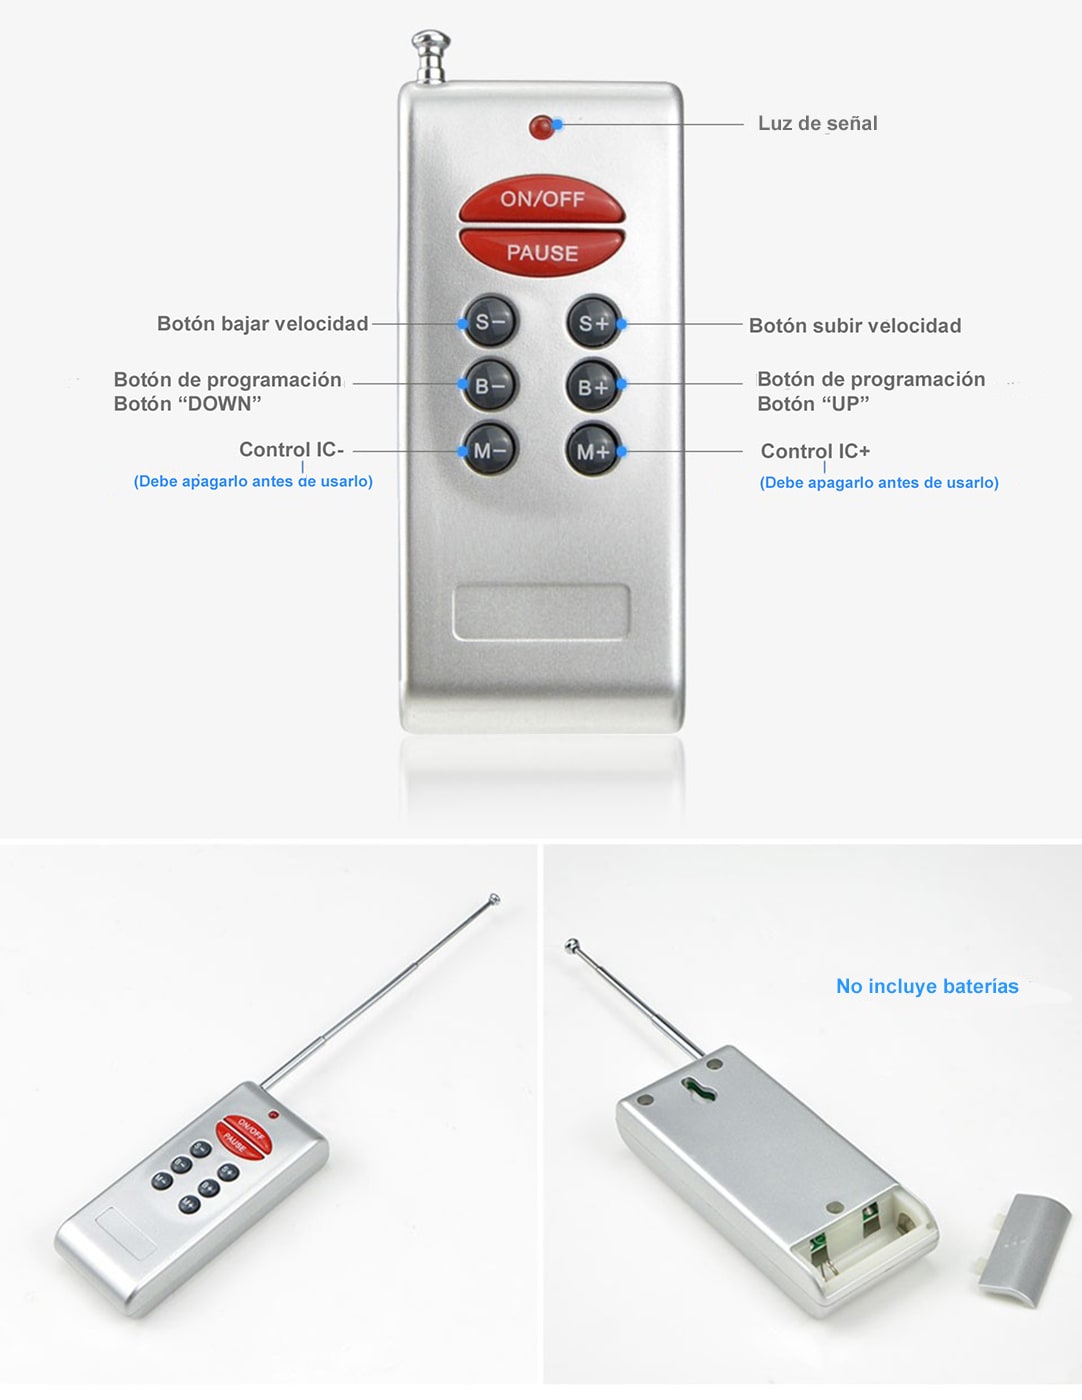 Luz de señal
ON/OFF
PAUSE
Botón bajar velocidad
S−
S+
Botón subir velocidad
Botón de programación
Botón “DOWN”
B−
B+
Botón de programación
Botón “UP”
Control IC-
(Debe apagarlo antes de usarlo)
M−
M+
Control IC+
(Debe apagarlo antes de usarlo)
ON/OFF
PAUSE
S−
B−
M−
S+
B+
M+
No incluye baterías